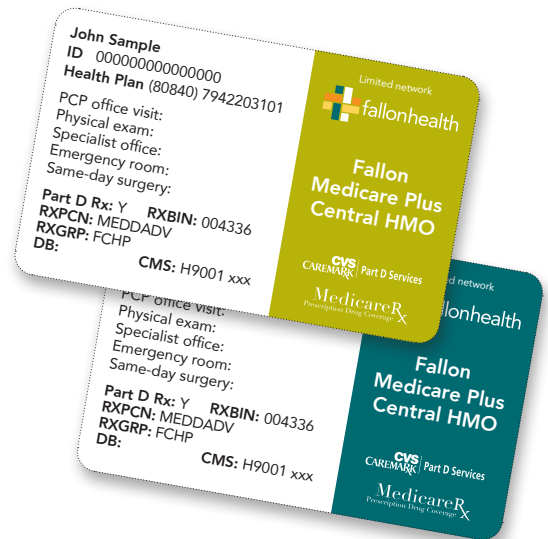 John Sample
ID 000000000000000
Health Plan (80840) 7942203101
PCP office visit:
Physical exam:
Specialist office:
Emergency room:
Same-day surgery:
Part D Rx: Y RXBIN: 004336
RXPCN: MEDDADV
RXGRP: FCHP
DB:
CMS: H9001 xxx
Limited network
fallonhealth
Fallon
Medicare Plus
Central HMO
CVS
CAREMARK Part D Services
MedicareRx
Prescription Drug Coverage
PCP office visit:
Physical exam:
Specialist office:
Emergency room:
Same-day surgery:
Part D Rx: Y RXBIN: 004336
RXPCN: MEDDADV
RXGRP: FCHP
DB:
CMS: H9001 xxx
ed network
lonhealth
Fallon
Medicare Plus
Central HMO
CVS
CAREMARK Part D Services
MedicareRx
Prescription Drug Coverage